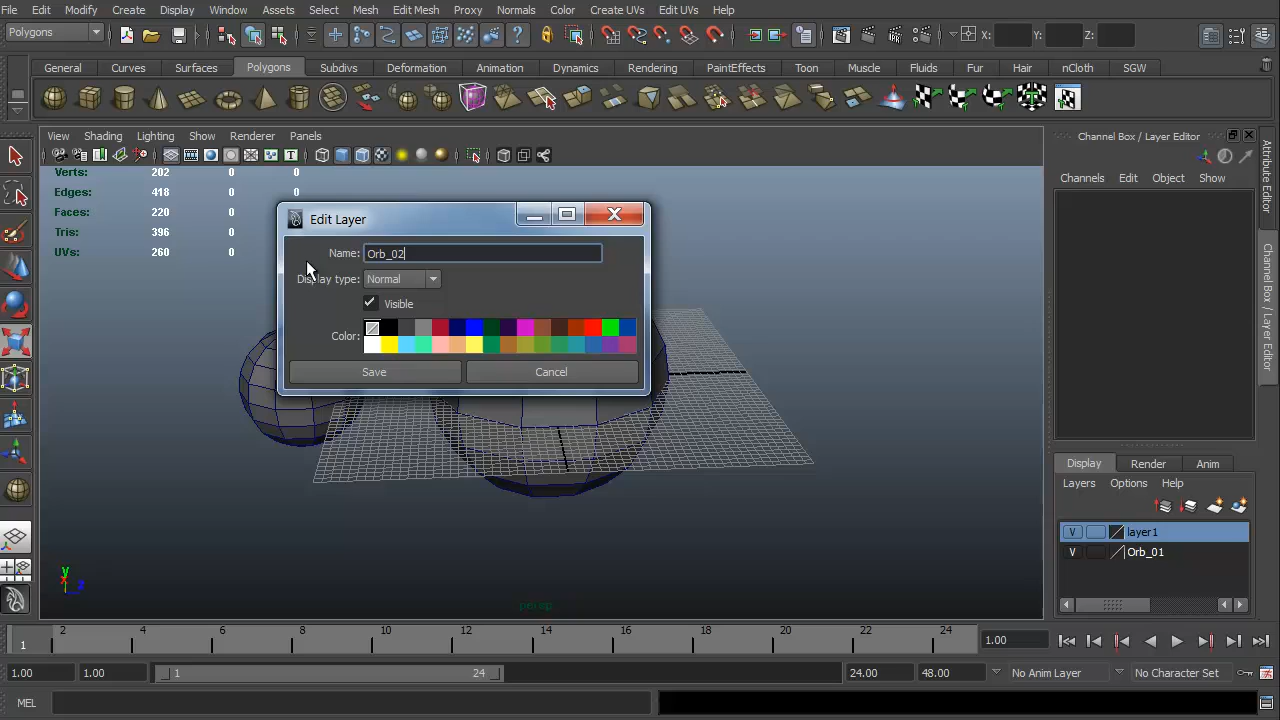 File Edit Modify Create Display Window Assets Select Mesh Edit Mesh Proxy Normals Color Create UVs Edit UVs Help
Polygons X: Y: Z:
General Curves Surfaces Polygons Subdivs Deformation Animation Dynamics Rendering PaintEffects Toon Muscle Fluids Fur Hair nCloth SGW
View Shading Lighting Show Renderer Panels
Channel Box / Layer Editor
Channels Edit Object Show
Verts: 202 0 0
Edges: 418 0 0
Faces: 220 0 0
Tris: 396 0 0
UVs: 260 0 0
Edit Layer
Name: Orb_02
Display type: Normal
Visible
Color:
Save Cancel
Attribute Editor
Channel Box / Layer Editor
Display Render Anim
Layers Options Help
V layer1
V Orb_01
y
x z
persp
1 2 4 6 8 10 12 14 16 18 20 22 24 1.00
1.00 1.00 1 24 24.00 48.00 No Anim Layer No Character Set
MEL